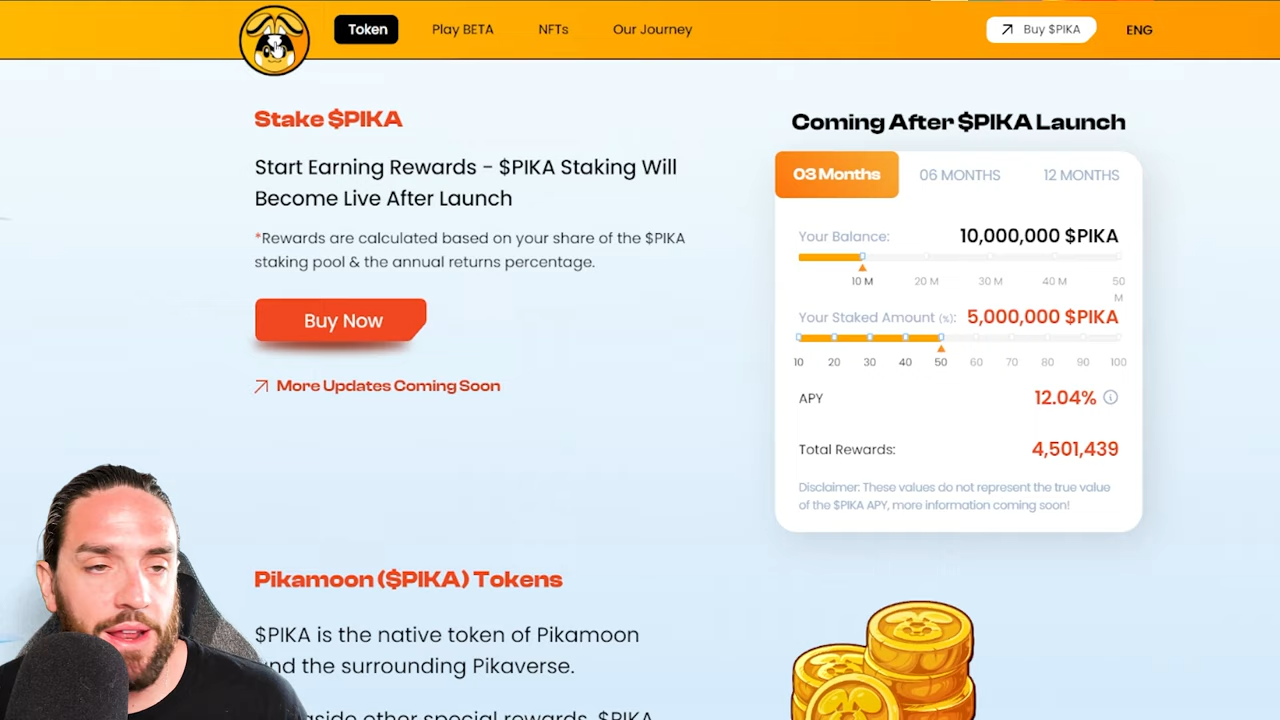 Token
Play BETA
NFTs
Our Journey
Buy $PIKA
ENG
Stake $PIKA
Start Earning Rewards - $PIKA Staking Will
Become Live After Launch
*Rewards are calculated based on your share of the $PIKA
staking pool & the annual returns percentage.
Buy Now
More Updates Coming Soon
Coming After $PIKA Launch
03 Months
06 MONTHS
12 MONTHS
Your Balance:
10,000,000 $PIKA
10 M
20 M
30 M
40 M
50
M
Your Staked Amount (%):
5,000,000 $PIKA
10
20
30
40
50
60
70
80
90
100
APY
12.04%
Total Rewards:
4,501,439
Disclaimer: These values do not represent the true value
of the $PIKA APY, more information coming soon!
Pikamoon ($PIKA) Tokens
$PIKA is the native token of Pikamoon
the surrounding Pikaverse.
other special rewards, $PIKA